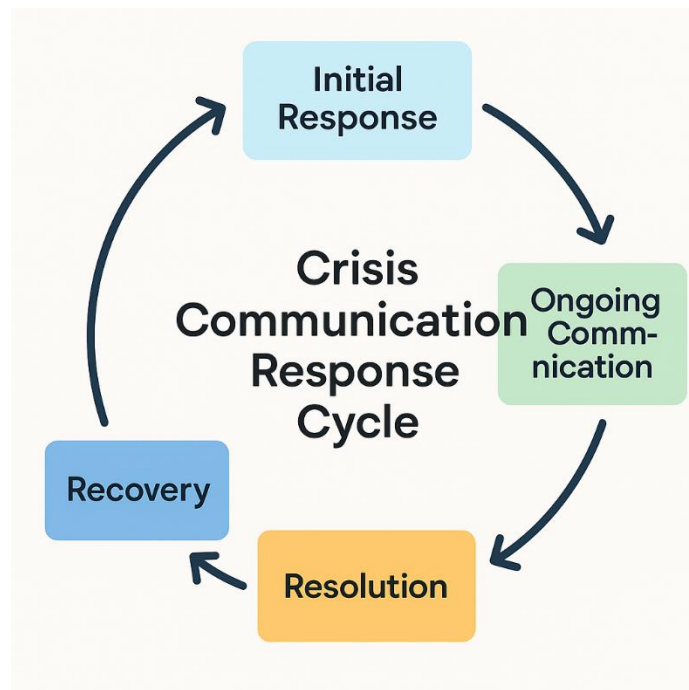 Initial
Response
Crisis
Communication
Response
Cycle
Ongoing
Comm-
nication
Resolution
Recovery